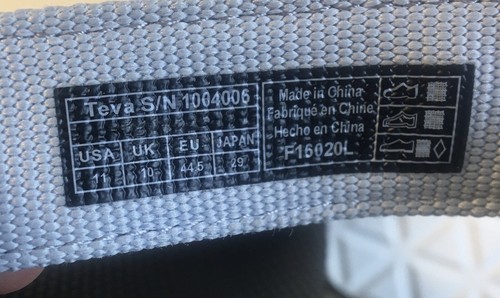 Teva S/N 1004006
USA UK EU JAPAN
11 10 44.5 29
Made in China
Fabriqué en Chine
Hecho en China
F16020L